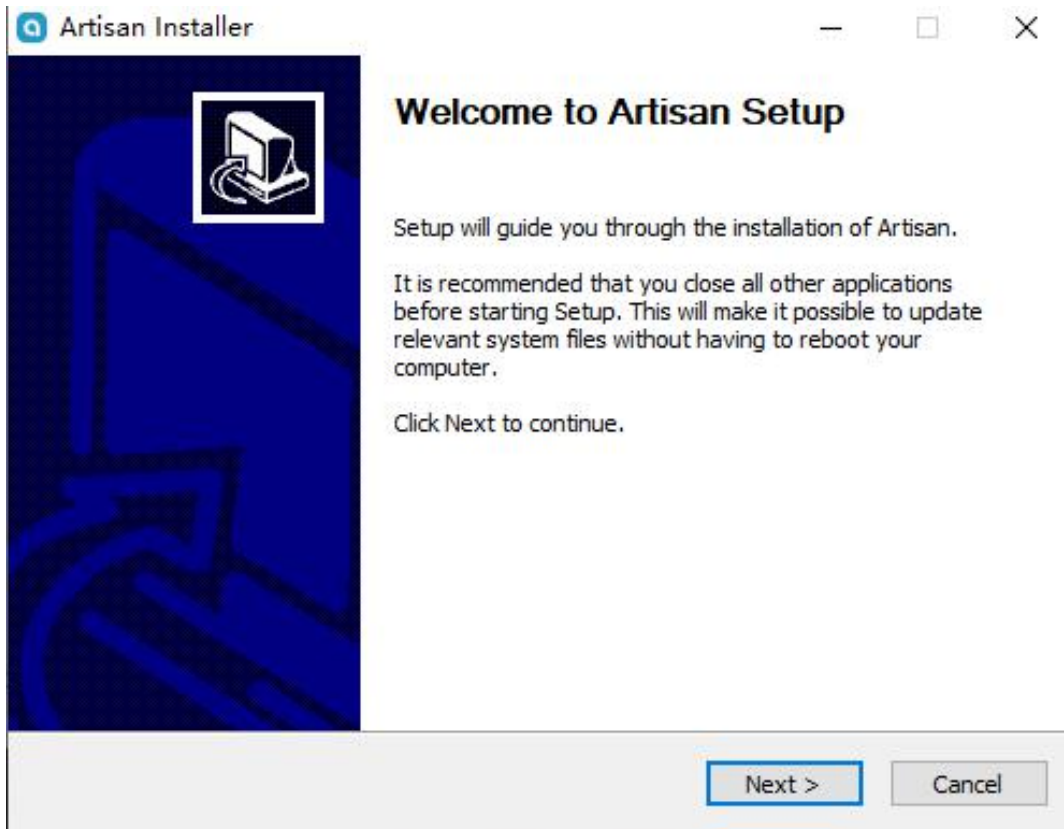 Artisan Installer
Welcome to Artisan Setup
Setup will guide you through the installation of Artisan.
It is recommended that you close all other applications
before starting Setup. This will make it possible to update
relevant system files without having to reboot your
computer.
Click Next to continue.
Next >
Cancel